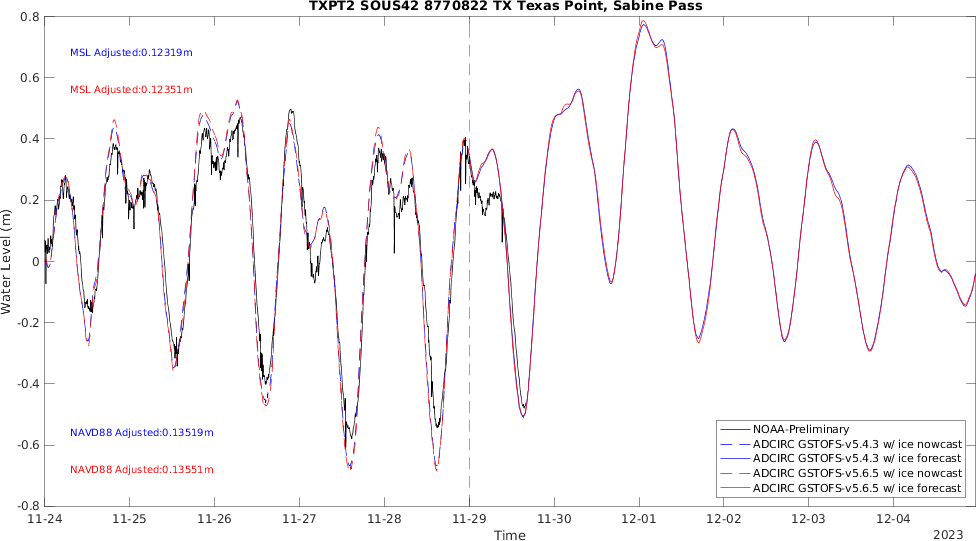 TXPT2 SOUS42 8770822 TX Texas Point, Sabine Pass
0.8
MSL Adjusted:0.12319m
0.6
MSL Adjusted:0.12351m
0.4
0.2
0
Water Level (m)
-0.2
-0.4
NAVD88 Adjusted:0.13519m
-0.6
NAVD88 Adjusted:0.13551m
-0.8
NOAA-Preliminary
ADCIRC GSTOFS-v5.4.3 w/ ice nowcast
ADCIRC GSTOFS-v5.4.3 w/ ice forecast
ADCIRC GSTOFS-v5.6.5 w/ ice nowcast
ADCIRC GSTOFS-v5.6.5 w/ ice forecast
11-24 11-25 11-26 11-27 11-28 11-29 11-30 12-01 12-02 12-03 12-04
Time
2023